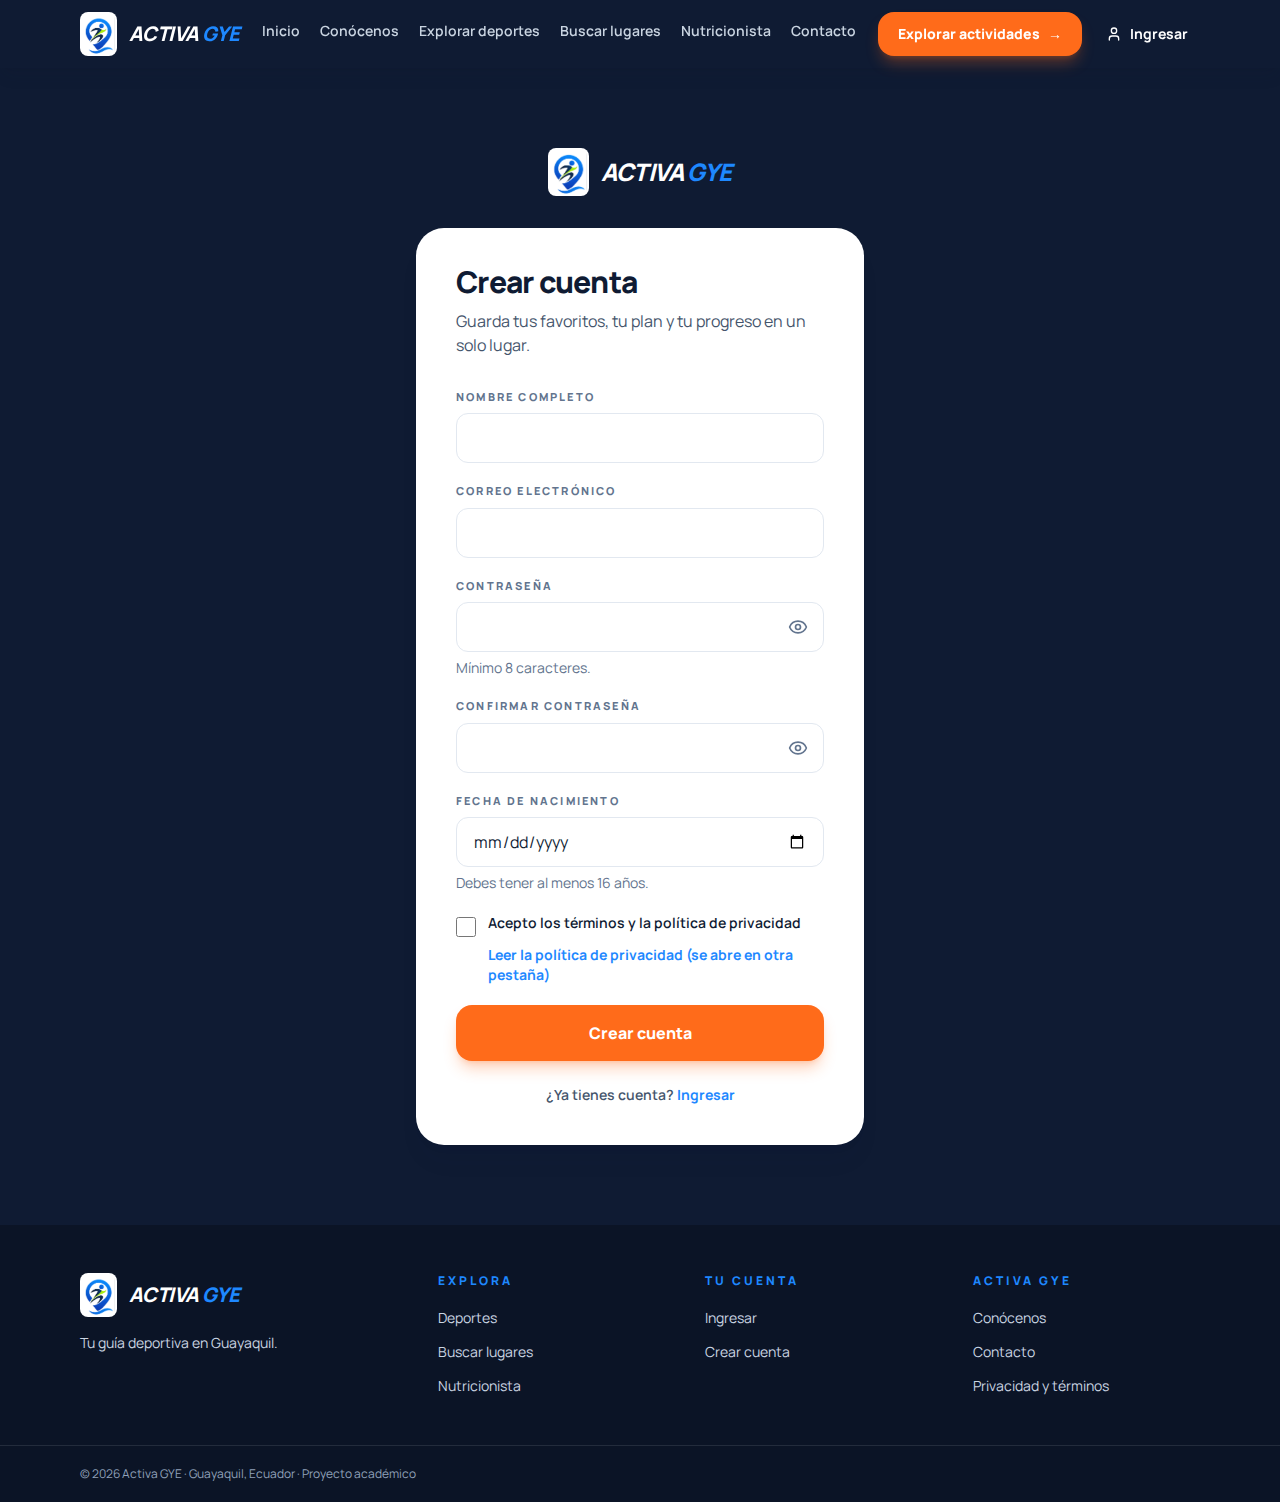 ACTIVA GYE
Inicio
Conócenos
Explorar deportes
Buscar lugares
Nutricionista
Contacto
Explorar actividades →
Ingresar
ACTIVA GYE
Crear cuenta
Guarda tus favoritos, tu plan y tu progreso en un
solo lugar.
NOMBRE COMPLETO
CORREO ELECTRÓNICO
CONTRASEÑA
Mínimo 8 caracteres.
CONFIRMAR CONTRASEÑA
FECHA DE NACIMIENTO
mm/dd/yyyy
Debes tener al menos 16 años.
Acepto los términos y la política de privacidad
Leer la política de privacidad (se abre en otra
pestaña)
Crear cuenta
¿Ya tienes cuenta? Ingresar
ACTIVA GYE
Tu guía deportiva en Guayaquil.
EXPLORA
Deportes
Buscar lugares
Nutricionista
TU CUENTA
Ingresar
Crear cuenta
ACTIVA GYE
Conócenos
Contacto
Privacidad y términos
© 2026 Activa GYE · Guayaquil, Ecuador · Proyecto académico